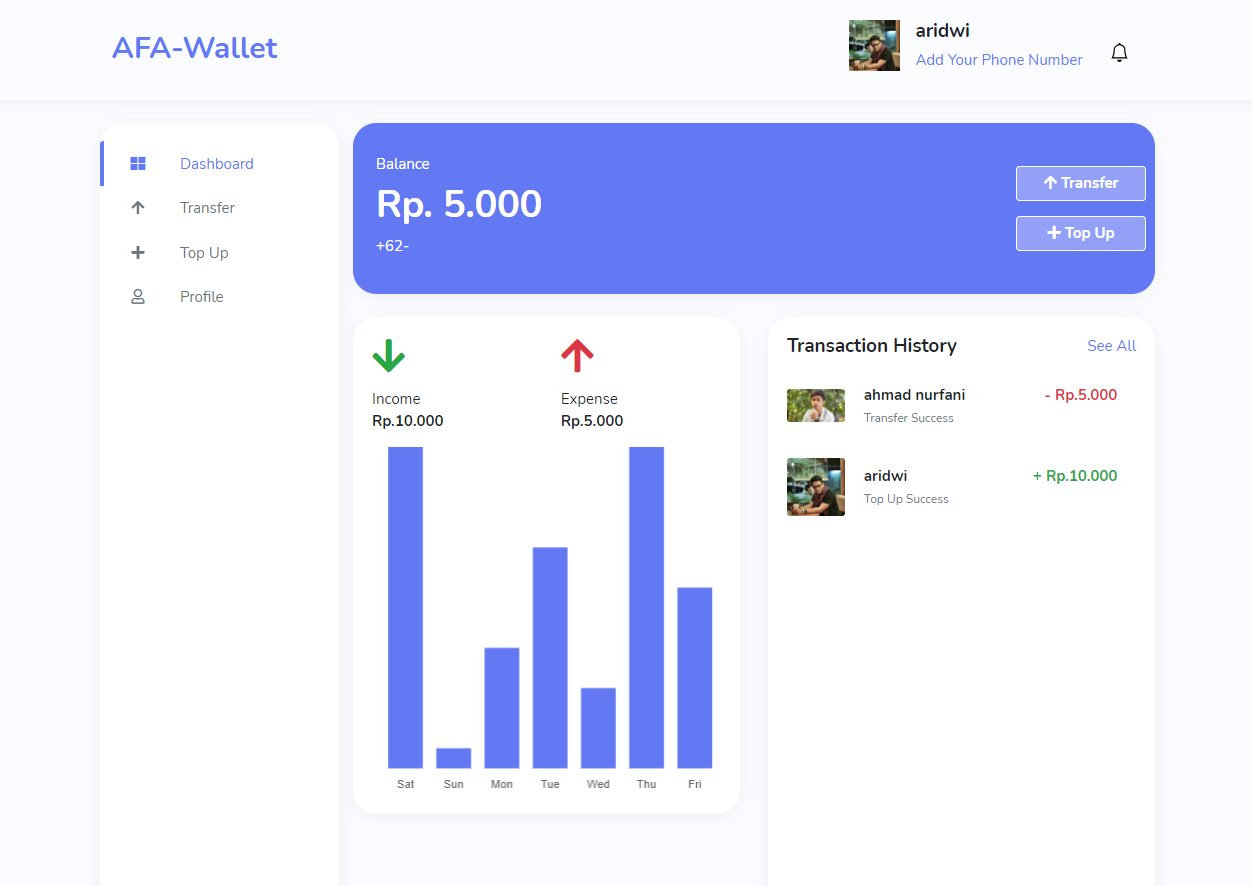 AFA-Wallet
aridwi
Add Your Phone Number
Dashboard
Transfer
Top Up
Profile
Balance
Rp. 5.000
+62-
Transfer
Top Up
Income
Rp.10.000
Expense
Rp.5.000
Sat Sun Mon Tue Wed Thu Fri
Transaction History
See All
ahmad nurfani
- Rp.5.000
Transfer Success
aridwi
+ Rp.10.000
Top Up Success